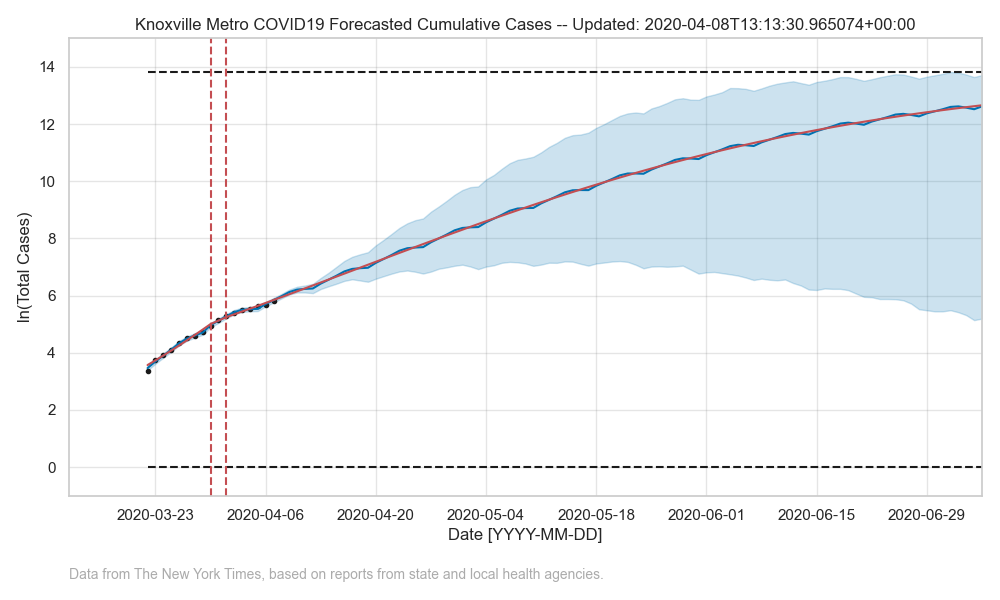 Knoxville Metro COVID19 Forecasted Cumulative Cases -- Updated: 2020-04-08T13:13:30.965074+00:00
14
12
10
8
6
4
2
0
ln(Total Cases)
2020-03-23 2020-04-06 2020-04-20 2020-05-04 2020-05-18 2020-06-01 2020-06-15 2020-06-29
Date [YYYY-MM-DD]
Data from The New York Times, based on reports from state and local health agencies.